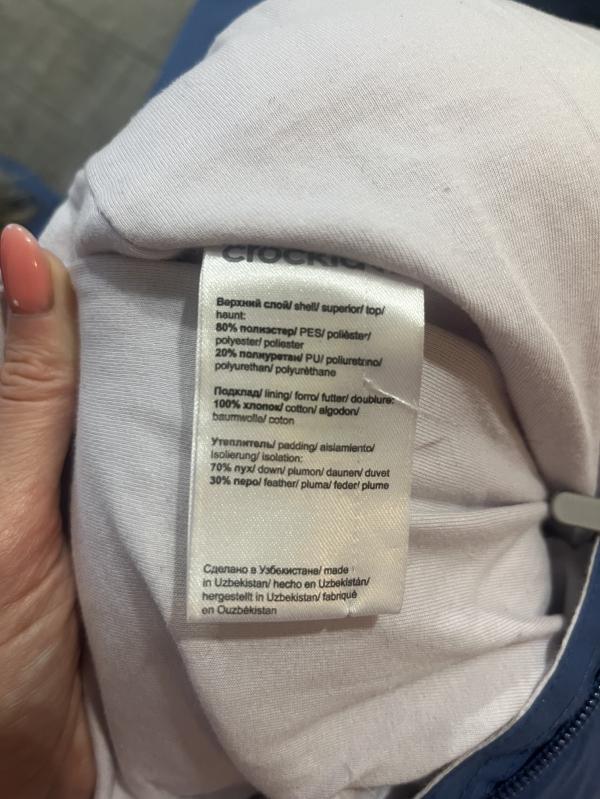 Верхний слой/ shell/ superior/ top/
haunt:
80% полиэстер/ PES/ poliéster/
polyester/ poliester
20% полиуретан/ PU/ poliuretano/
polyurethan/ polyuréthane
Подклад/ lining/ forro/ futter/ doublure:
100% хлопок/ cotton/ algodon/
baumwolle/ coton
Утеплитель/ padding/ aislamiento/
isolierung/ isolation:
70% пух/ down/ plumon/ daunen/ duvet
30% перо/ feather/ pluma/ feder/ plume
Сделано в Узбекистане/ made
in Uzbekistan/ hecho en Uzbekistán/
hergestellt in Uzbekistan/ fabriqué
en Ouzbékistan